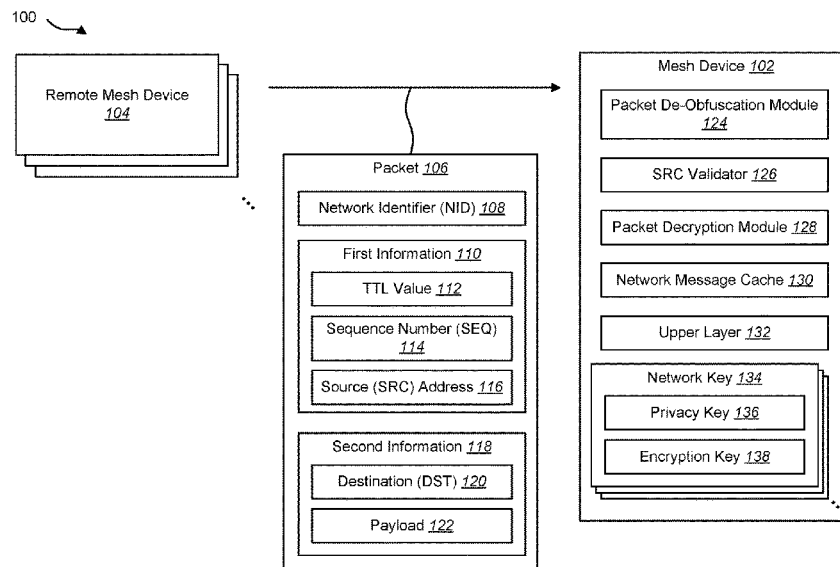 100
Remote Mesh Device
104
Packet 106
Network Identifier (NID) 108
First Information 110
TTL Value 112
Sequence Number (SEQ)
114
Source (SRC) Address 116
Second Information 118
Destination (DST) 120
Payload 122
Mesh Device 102
Packet De-Obfuscation Module
124
SRC Validator 126
Packet Decryption Module 128
Network Message Cache 130
Upper Layer 132
Network Key 134
Privacy Key 136
Encryption Key 138